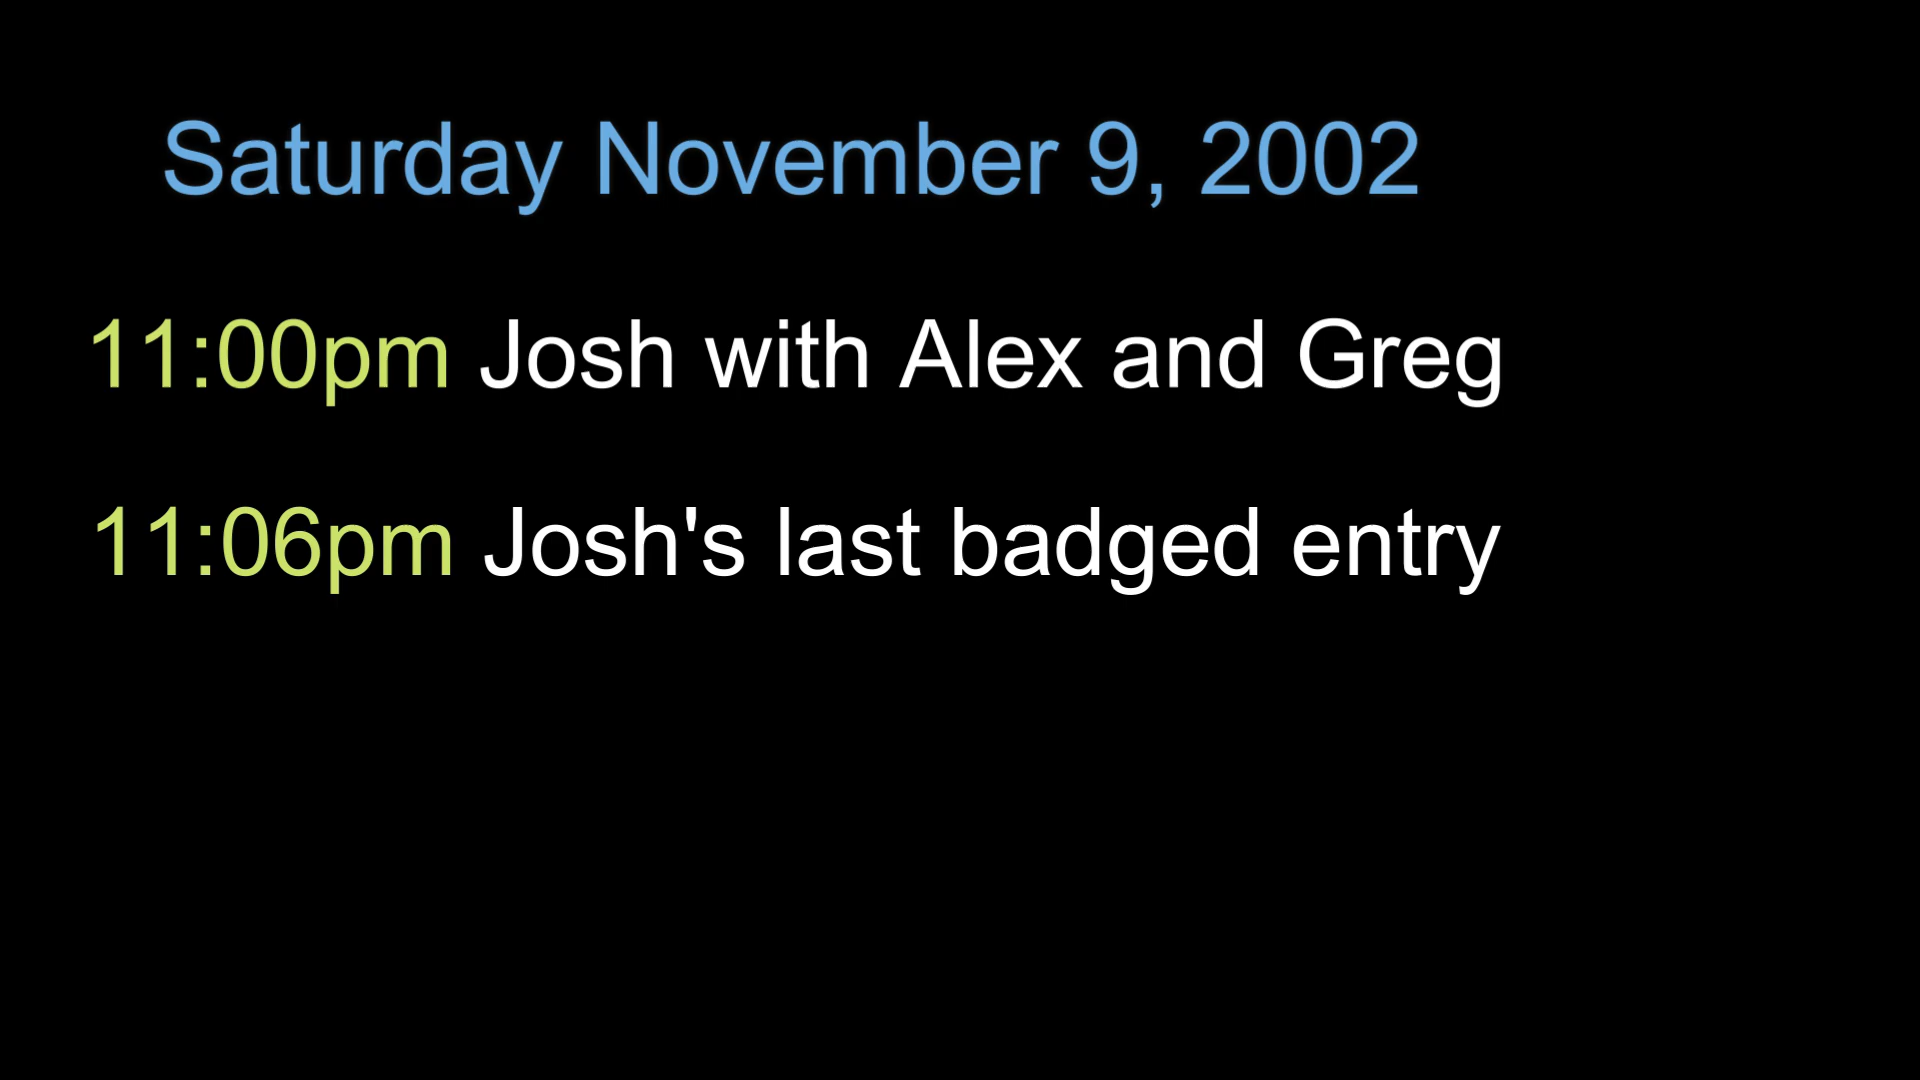 Saturday November 9, 2002
11:00pm Josh with Alex and Greg
11:06pm Josh's last badged entry